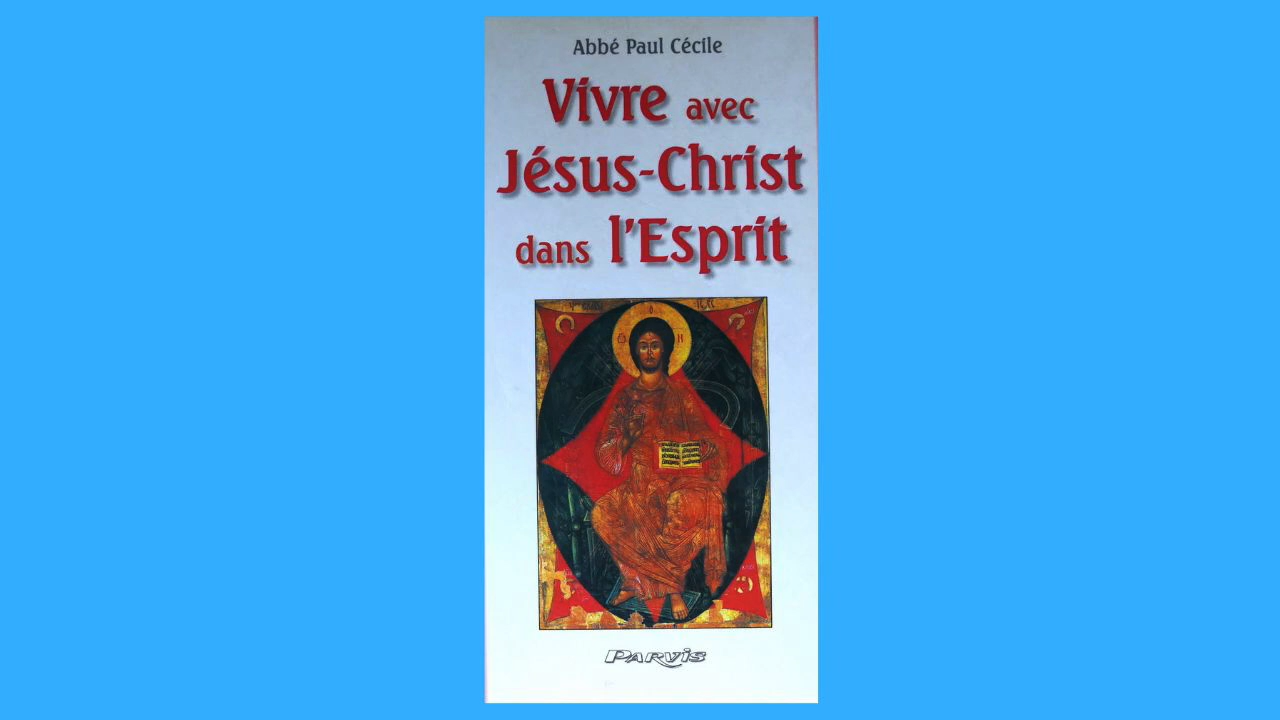 Abbé Paul Cécile
Vivre avec
Jésus-Christ
dans l'Esprit
PARVIS